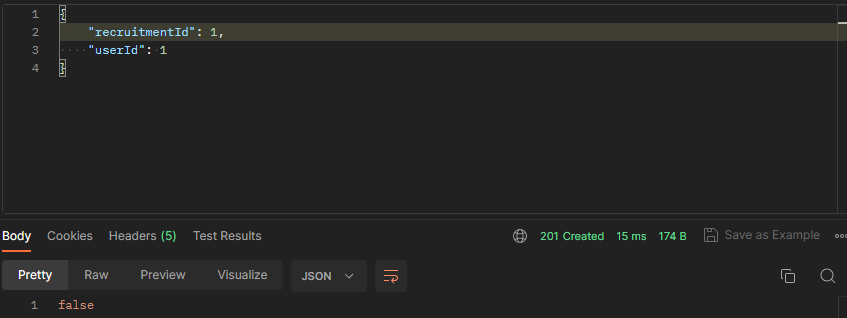 1 {
2 "recruitmentId": 1,
3 "userId": 1
4 }
Body Cookies Headers (5) Test Results 201 Created 15 ms 174 B Save as Example
Pretty Raw Preview Visualize JSON
1 false